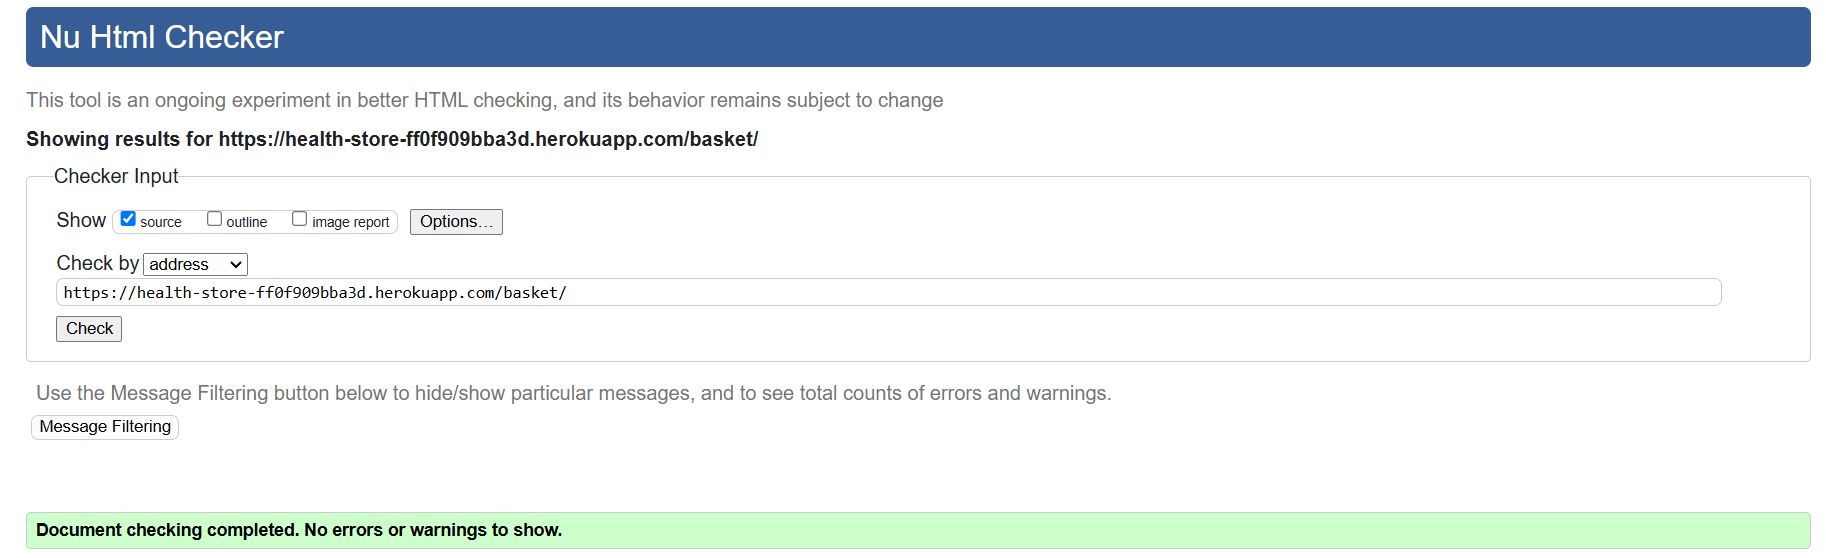 Nu Html Checker
This tool is an ongoing experiment in better HTML checking, and its behavior remains subject to change
Showing results for https://health-store-ff0f909bba3d.herokuapp.com/basket/
Checker Input
Show source outline image report Options...
Check by address
https://health-store-ff0f909bba3d.herokuapp.com/basket/
Check
Use the Message Filtering button below to hide/show particular messages, and to see total counts of errors and warnings.
Message Filtering
Document checking completed. No errors or warnings to show.